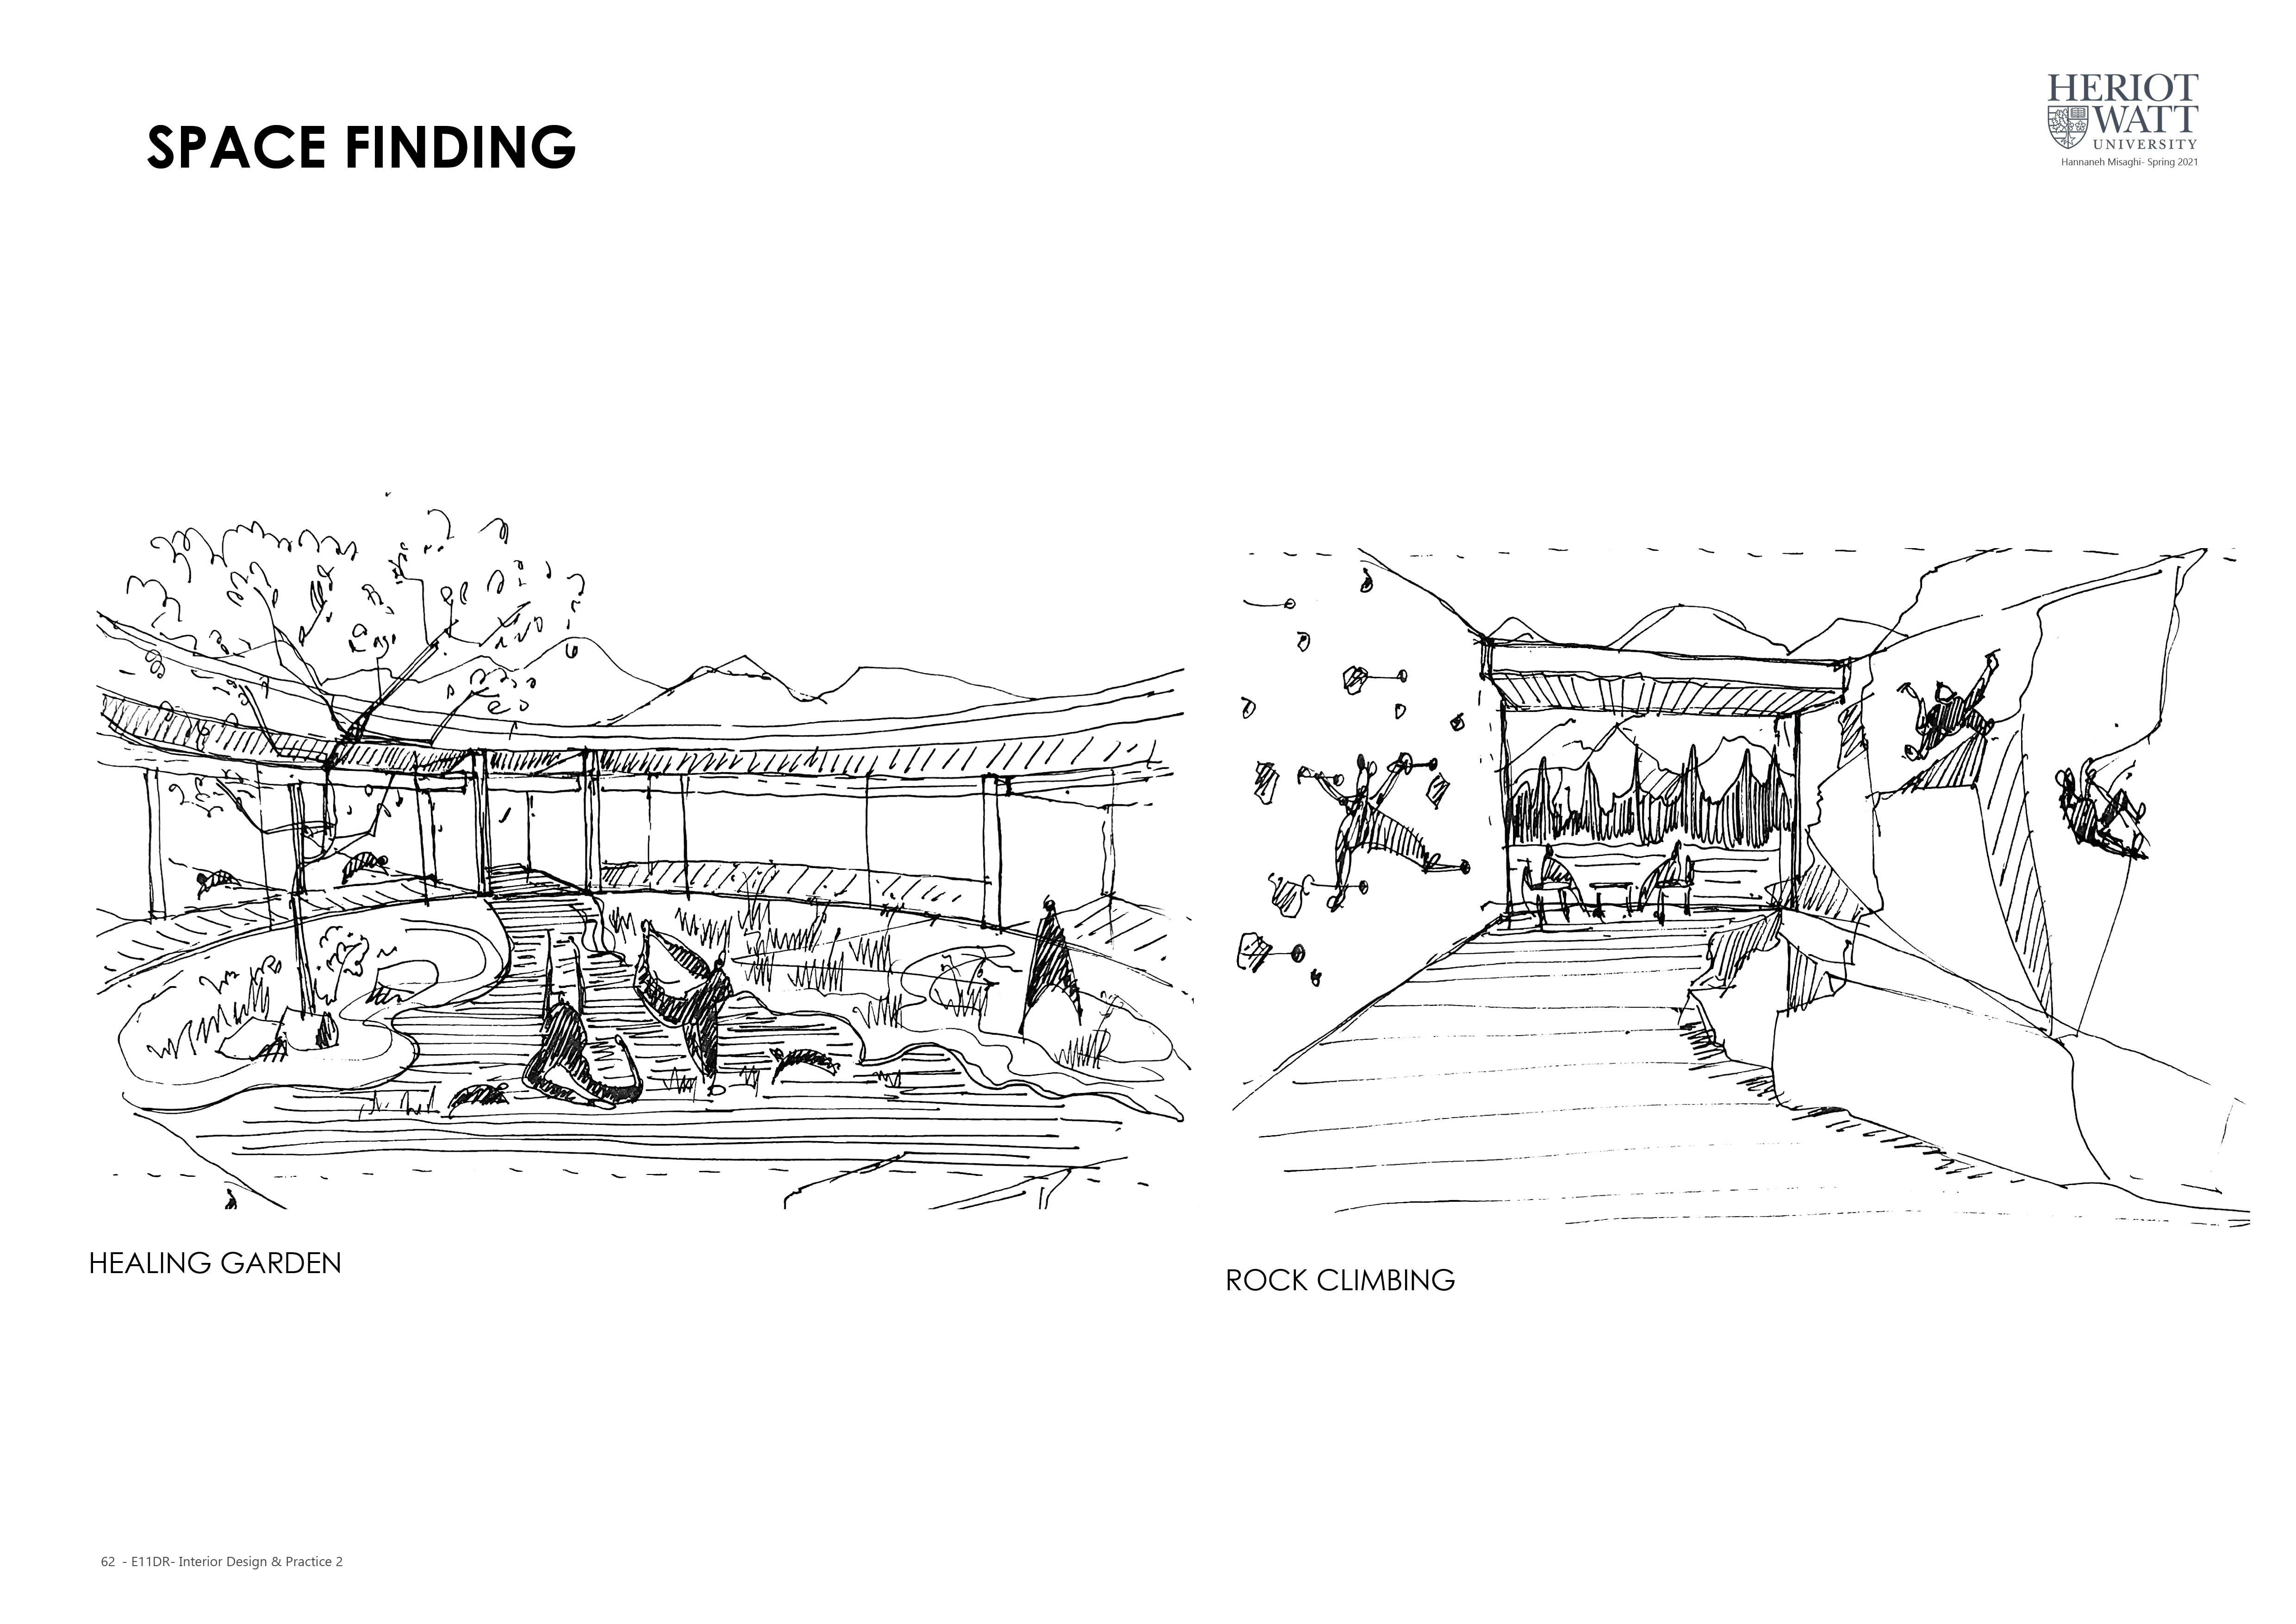 SPACE FINDING
HERIOT
WATT
UNIVERSITY
Hannaneh Misaghi- Spring 2021
HEALING GARDEN
ROCK CLIMBING
62 - E11DR- Interior Design & Practice 2